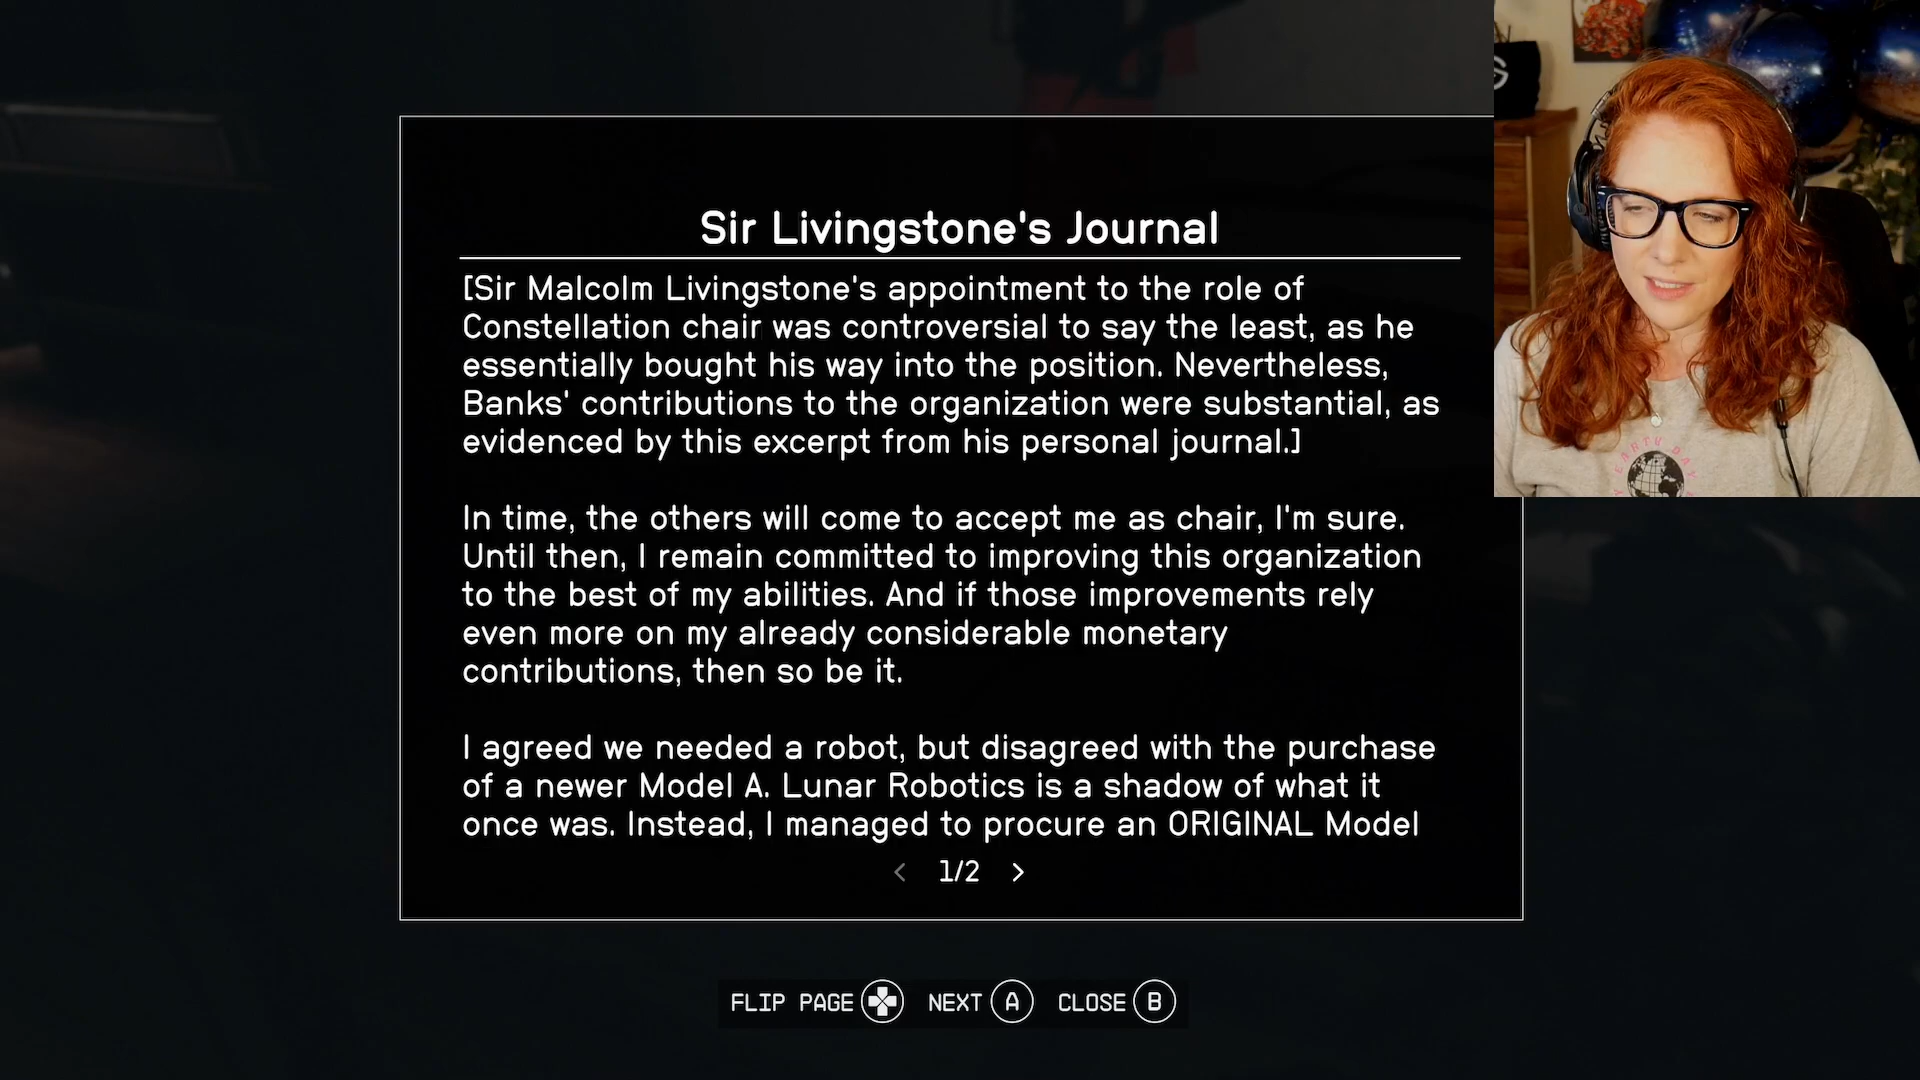 Sir Livingstone's Journal
[Sir Malcolm Livingstone's appointment to the role of
Constellation chair was controversial to say the least, as he
essentially bought his way into the position. Nevertheless,
Banks' contributions to the organization were substantial, as
evidenced by this excerpt from his personal journal.]
In time, the others will come to accept me as chair, I'm sure.
Until then, I remain committed to improving this organization
to the best of my abilities. And if those improvements rely
even more on my already considerable monetary
contributions, then so be it.
I agreed we needed a robot, but disagreed with the purchase
of a newer Model A. Lunar Robotics is a shadow of what it
once was. Instead, I managed to procure an ORIGINAL Model
< 1/2 >
FLIP PAGE NEXT A CLOSE B
EARTH DAY